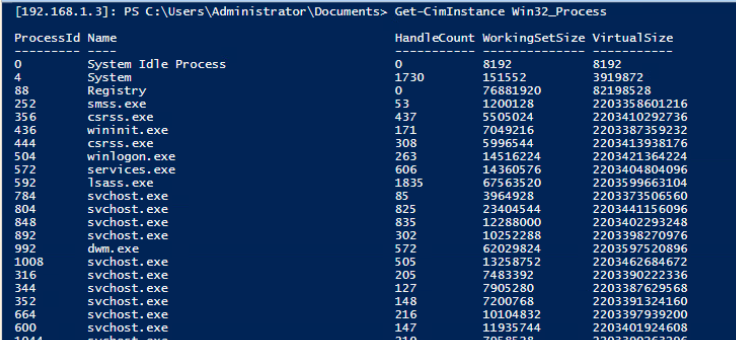 [192.168.1.3]: PS C:\Users\Administrator\Documents> Get-CimInstance Win32_Process
ProcessId Name HandleCount WorkingSetSize VirtualSize
--------- ---- ----------- -------------- -----------
0 System Idle Process 0 8192 8192
4 System 1730 151552 3919872
88 Registry 0 76881920 82198528
252 smss.exe 53 1200128 2203358601216
356 csrss.exe 437 5505024 2203410292736
436 wininit.exe 171 7049216 2203387359232
444 csrss.exe 308 5996544 2203413938176
504 winlogon.exe 263 14516224 2203421364224
572 services.exe 606 14360576 2203404804096
592 lsass.exe 1835 67563520 2203599663104
784 svchost.exe 85 3964928 2203373506560
804 svchost.exe 825 23404544 2203441156096
848 svchost.exe 835 12288000 2203402293248
892 svchost.exe 302 10252288 2203398270976
992 dwm.exe 572 62029824 2203597520896
1008 svchost.exe 505 13258752 2203462684672
316 svchost.exe 205 7483392 2203390222336
344 svchost.exe 127 7905280 2203387629568
352 svchost.exe 148 7200768 2203391324160
664 svchost.exe 216 10104832 2203397939200
600 svchost.exe 147 11935744 2203401924608
svchost.exe